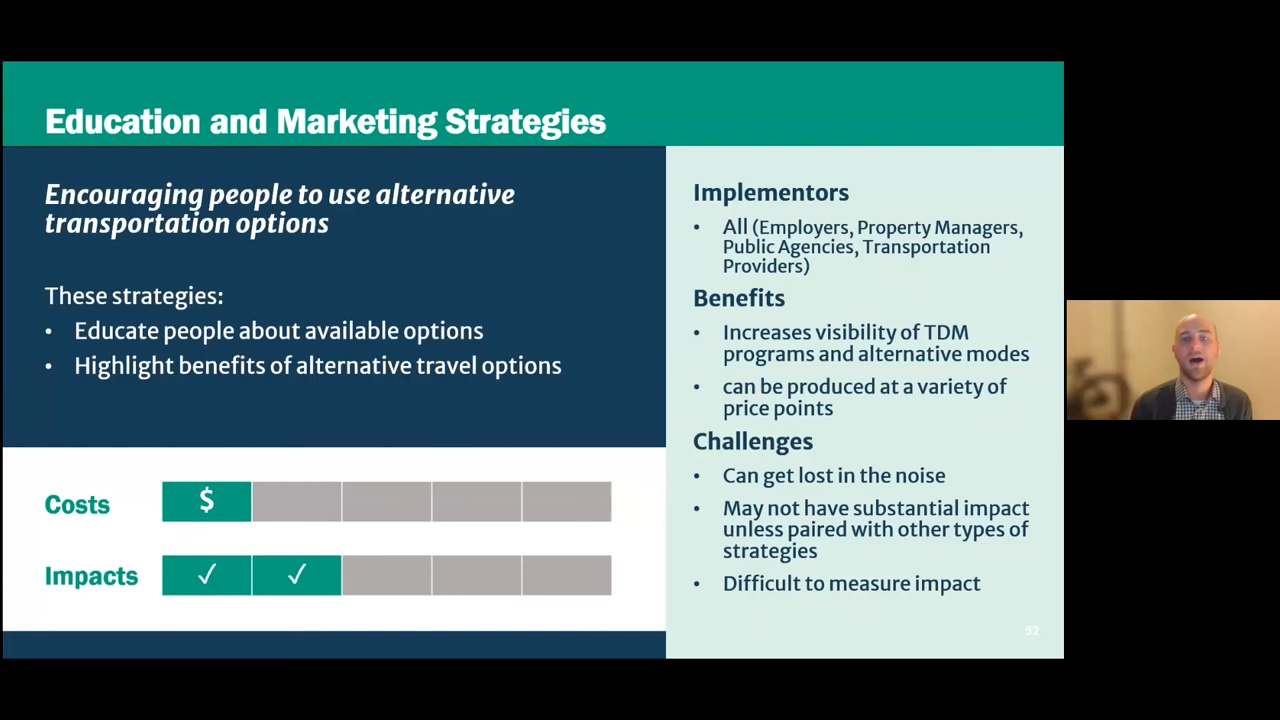 Education and Marketing Strategies
Encouraging people to use alternative
transportation options
These strategies:
• Educate people about available options
• Highlight benefits of alternative travel options
Costs
$
Impacts
✓ ✓
Implementors
• All (Employers, Property Managers,
Public Agencies, Transportation
Providers)
Benefits
• Increases visibility of TDM
programs and alternative modes
• can be produced at a variety of
price points
Challenges
• Can get lost in the noise
• May not have substantial impact
unless paired with other types of
strategies
• Difficult to measure impact
52